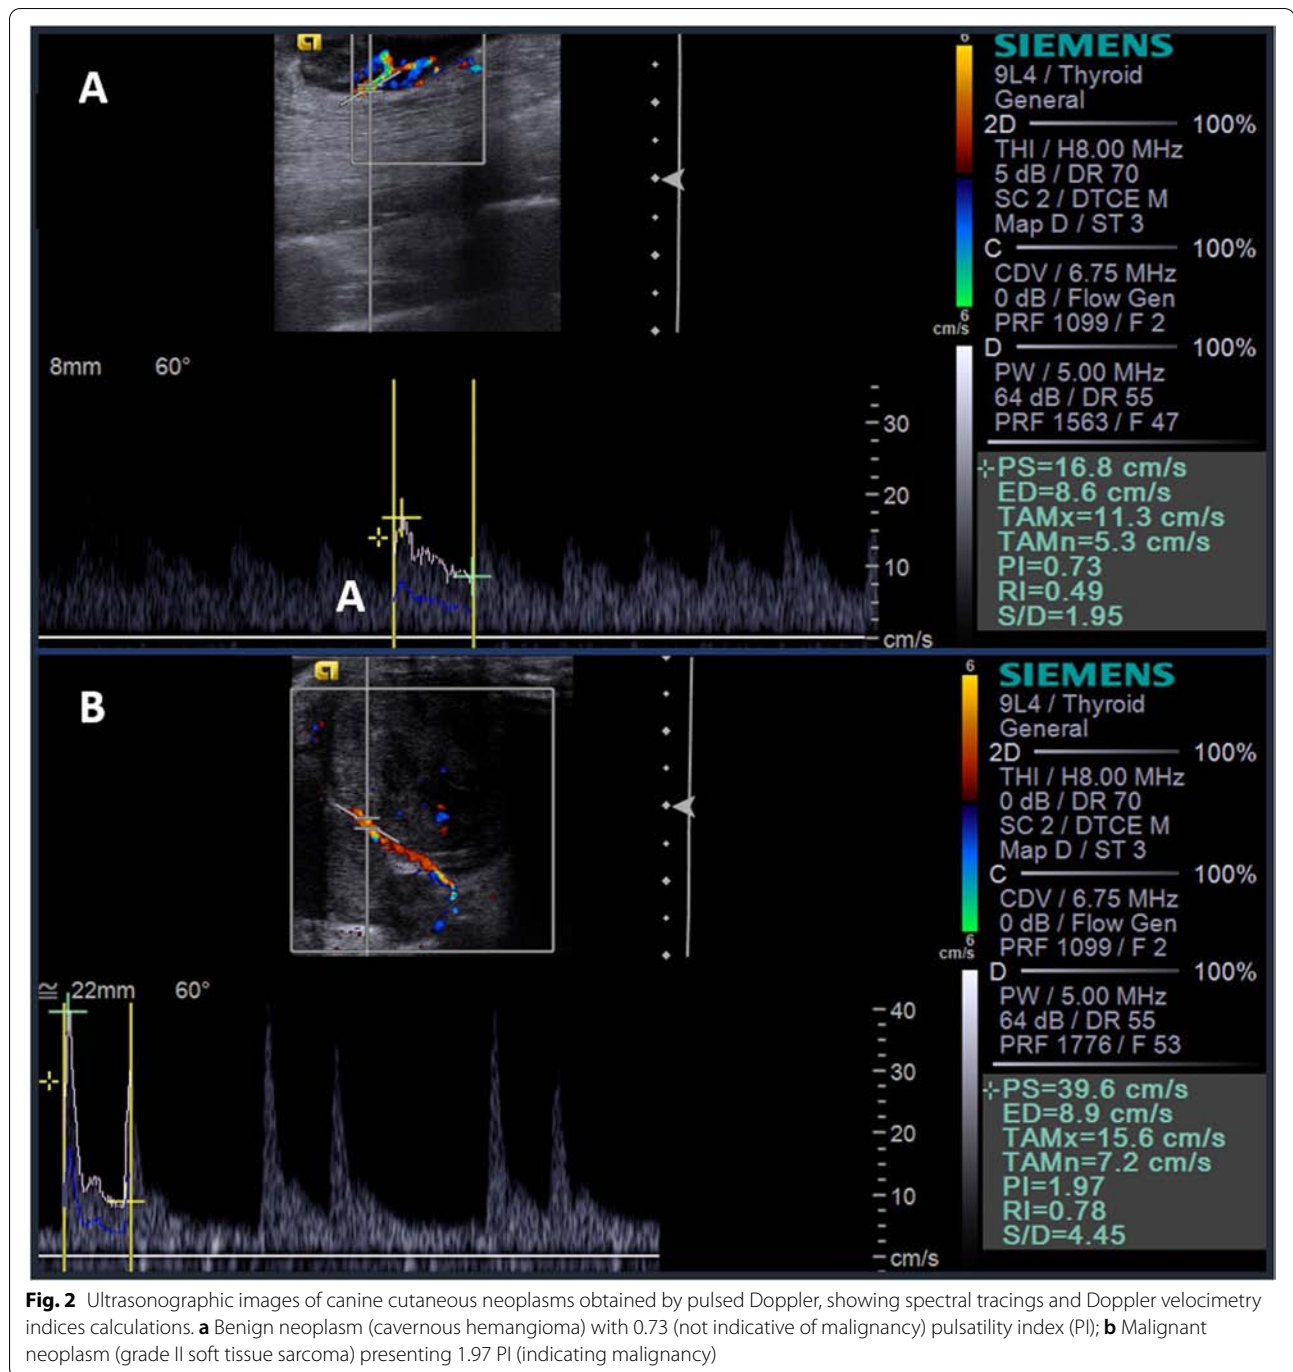 A
SIEMENS
9L4 / Thyroid
General
2D 100%
THI / H8.00 MHz
5 dB / DR 70
SC 2 / DTCE M
Map D / ST 3
C 100%
CDV / 6.75 MHz
0 dB / Flow Gen
PRF 1099 / F 2
D 100%
PW / 5.00 MHz
64 dB / DR 55
PRF 1563 / F 47
6
6
cm/s
8mm 60°
30
20
10
cm/s
A
PS=16.8 cm/s
ED=8.6 cm/s
TAMx=11.3 cm/s
TAMn=5.3 cm/s
PI=0.73
RI=0.49
S/D=1.95
B
SIEMENS
9L4 / Thyroid
General
2D 100%
THI / H8.00 MHz
0 dB / DR 70
SC 2 / DTCE M
Map D / ST 3
C 100%
CDV / 6.75 MHz
0 dB / Flow Gen
PRF 1099 / F 2
D 100%
PW / 5.00 MHz
64 dB / DR 55
PRF 1776 / F 53
6
6
cm/s
≅ 22mm 60°
40
30
20
10
cm/s
PS=39.6 cm/s
ED=8.9 cm/s
TAMx=15.6 cm/s
TAMn=7.2 cm/s
PI=1.97
RI=0.78
S/D=4.45
Fig. 2 Ultrasonographic images of canine cutaneous neoplasms obtained by pulsed Doppler, showing spectral tracings and Doppler velocimetry
indices calculations. a Benign neoplasm (cavernous hemangioma) with 0.73 (not indicative of malignancy) pulsatility index (PI); b Malignant
neoplasm (grade II soft tissue sarcoma) presenting 1.97 PI (indicating malignancy)